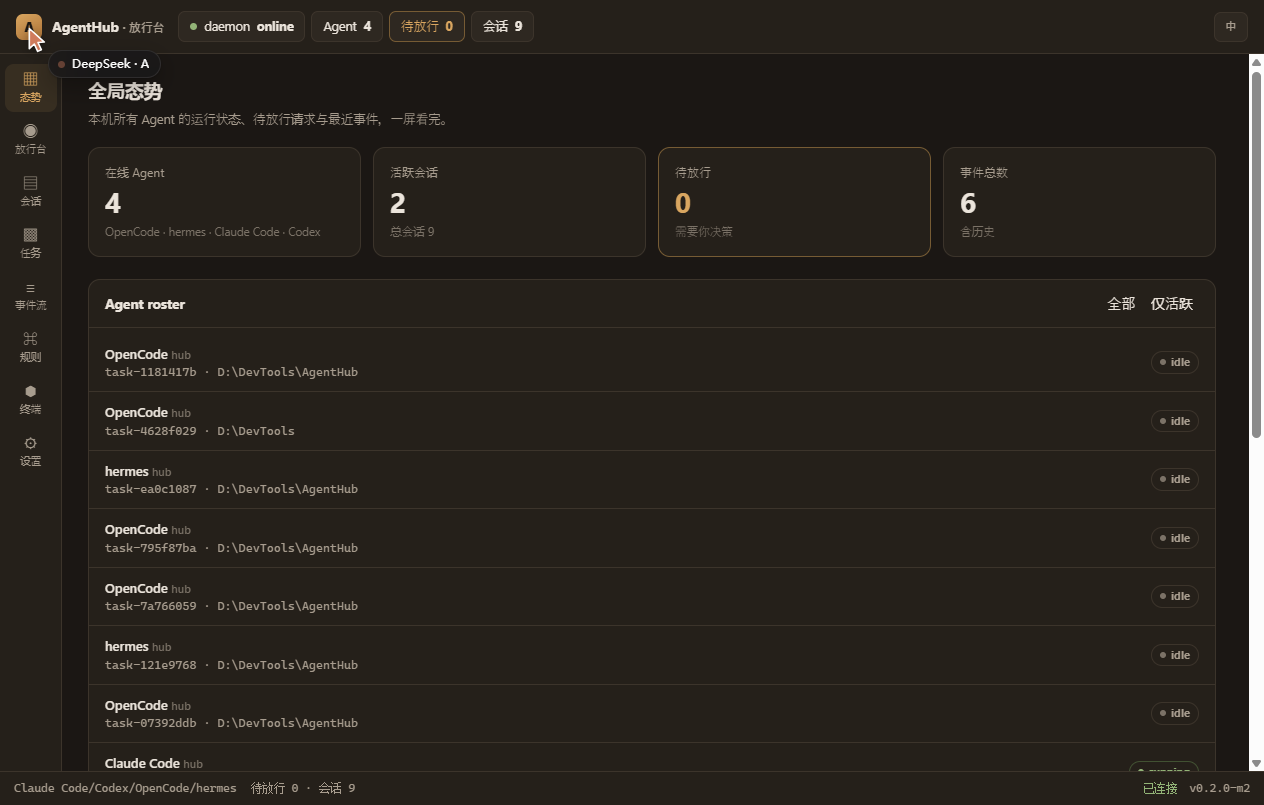 A AgentHub · 放行台 daemon online Agent 4 待放行 0 会话 9 中
DeepSeek · A
态势
放行台
会话
任务
事件流
规则
终端
设置
全局态势
本机所有 Agent 的运行状态、待放行请求与最近事件，一屏看完。
在线 Agent
4
OpenCode · hermes · Claude Code · Codex
活跃会话
2
总会话 9
待放行
0
需要你决策
事件总数
6
含历史
Agent roster 全部 仅活跃
OpenCode hub
task-1181417b · D:\DevTools\AgentHub
idle
OpenCode hub
task-4628f029 · D:\DevTools
idle
hermes hub
task-ea0c1087 · D:\DevTools\AgentHub
idle
OpenCode hub
task-795f87ba · D:\DevTools\AgentHub
idle
OpenCode hub
task-7a766059 · D:\DevTools\AgentHub
idle
hermes hub
task-121e9768 · D:\DevTools\AgentHub
idle
OpenCode hub
task-07392ddb · D:\DevTools\AgentHub
idle
Claude Code hub
Claude Code/Codex/OpenCode/hermes 待放行 0 · 会话 9 已连接 v0.2.0-m2